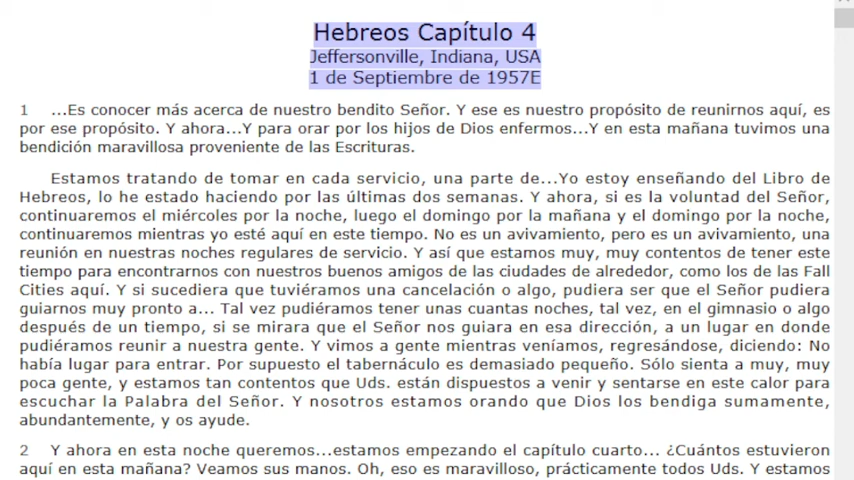 Hebreos Capítulo 4
Jeffersonville, Indiana, USA
1 de Septiembre de 1957E
1 ...Es conocer más acerca de nuestro bendito Señor. Y ese es nuestro propósito de reunirnos aquí, es
por ese propósito. Y ahora...Y para orar por los hijos de Dios enfermos...Y en esta mañana tuvimos una
bendición maravillosa proveniente de las Escrituras.
Estamos tratando de tomar en cada servicio, una parte de...Yo estoy enseñando del Libro de
Hebreos, lo he estado haciendo por las últimas dos semanas. Y ahora, si es la voluntad del Señor,
continuaremos el miércoles por la noche, luego el domingo por la mañana y el domingo por la noche,
continuaremos mientras yo esté aquí en este tiempo. No es un avivamiento, pero es un avivamiento, una
reunión en nuestras noches regulares de servicio. Y así que estamos muy, muy contentos de tener este
tiempo para encontrarnos con nuestros buenos amigos de las ciudades de alrededor, como los de las Fall
Cities aquí. Y si sucediera que tuviéramos una cancelación o algo, pudiera ser que el Señor pudiera
guiarnos muy pronto a... Tal vez pudiéramos tener unas cuantas noches, tal vez, en el gimnasio o algo
después de un tiempo, si se mirara que el Señor nos guiara en esa dirección, a un lugar en donde
pudiéramos reunir a nuestra gente. Y vimos a gente mientras veníamos, regresándose, diciendo: No
había lugar para entrar. Por supuesto el tabernáculo es demasiado pequeño. Sólo sienta a muy, muy
poca gente, y estamos tan contentos que Uds. están dispuestos a venir y sentarse en este calor para
escuchar la Palabra del Señor. Y nosotros estamos orando que Dios los bendiga sumamente,
abundantemente, y os ayude.
2 Y ahora en esta noche queremos...estamos empezando el capítulo cuarto... ¿Cuántos estuvieron
aquí en esta mañana? Veamos sus manos. Oh, eso es maravilloso, prácticamente todos Uds. Y estamos